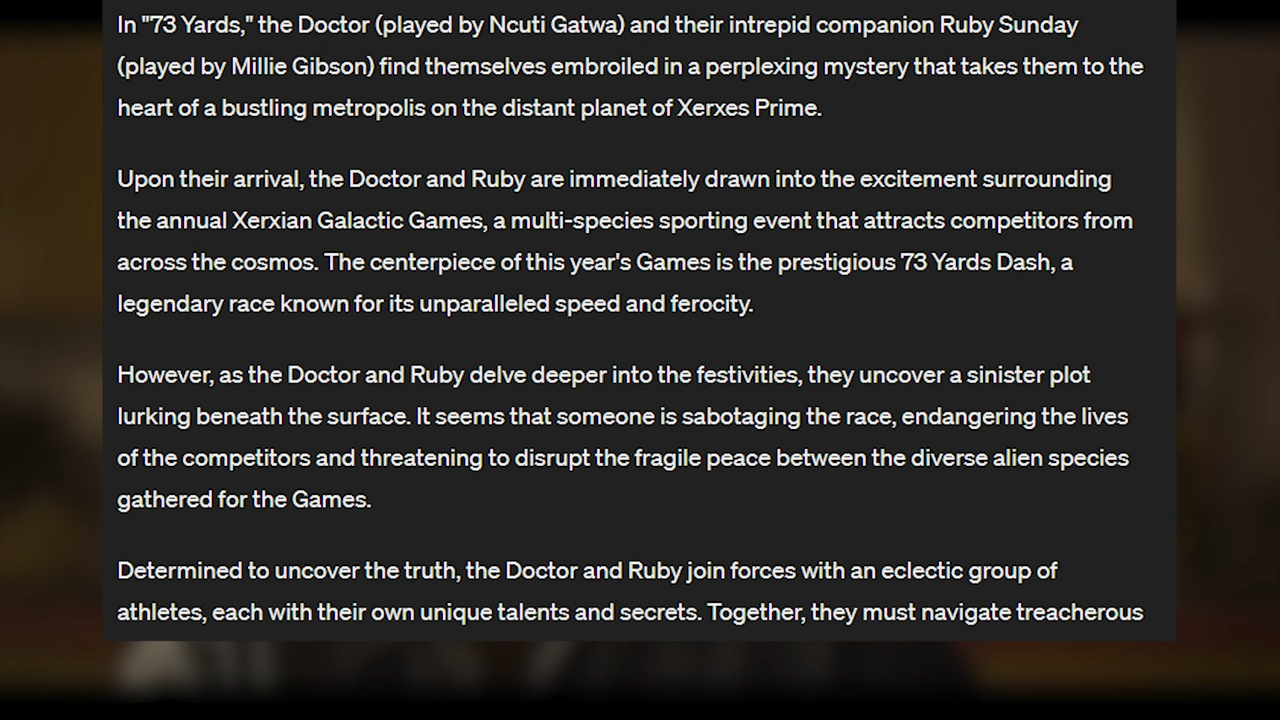 In "73 Yards," the Doctor (played by Ncuti Gatwa) and their intrepid companion Ruby Sunday
(played by Millie Gibson) find themselves embroiled in a perplexing mystery that takes them to the
heart of a bustling metropolis on the distant planet of Xerxes Prime.
Upon their arrival, the Doctor and Ruby are immediately drawn into the excitement surrounding
the annual Xerxian Galactic Games, a multi-species sporting event that attracts competitors from
across the cosmos. The centerpiece of this year's Games is the prestigious 73 Yards Dash, a
legendary race known for its unparalleled speed and ferocity.
However, as the Doctor and Ruby delve deeper into the festivities, they uncover a sinister plot
lurking beneath the surface. It seems that someone is sabotaging the race, endangering the lives
of the competitors and threatening to disrupt the fragile peace between the diverse alien species
gathered for the Games.
Determined to uncover the truth, the Doctor and Ruby join forces with an eclectic group of
athletes, each with their own unique talents and secrets. Together, they must navigate treacherous